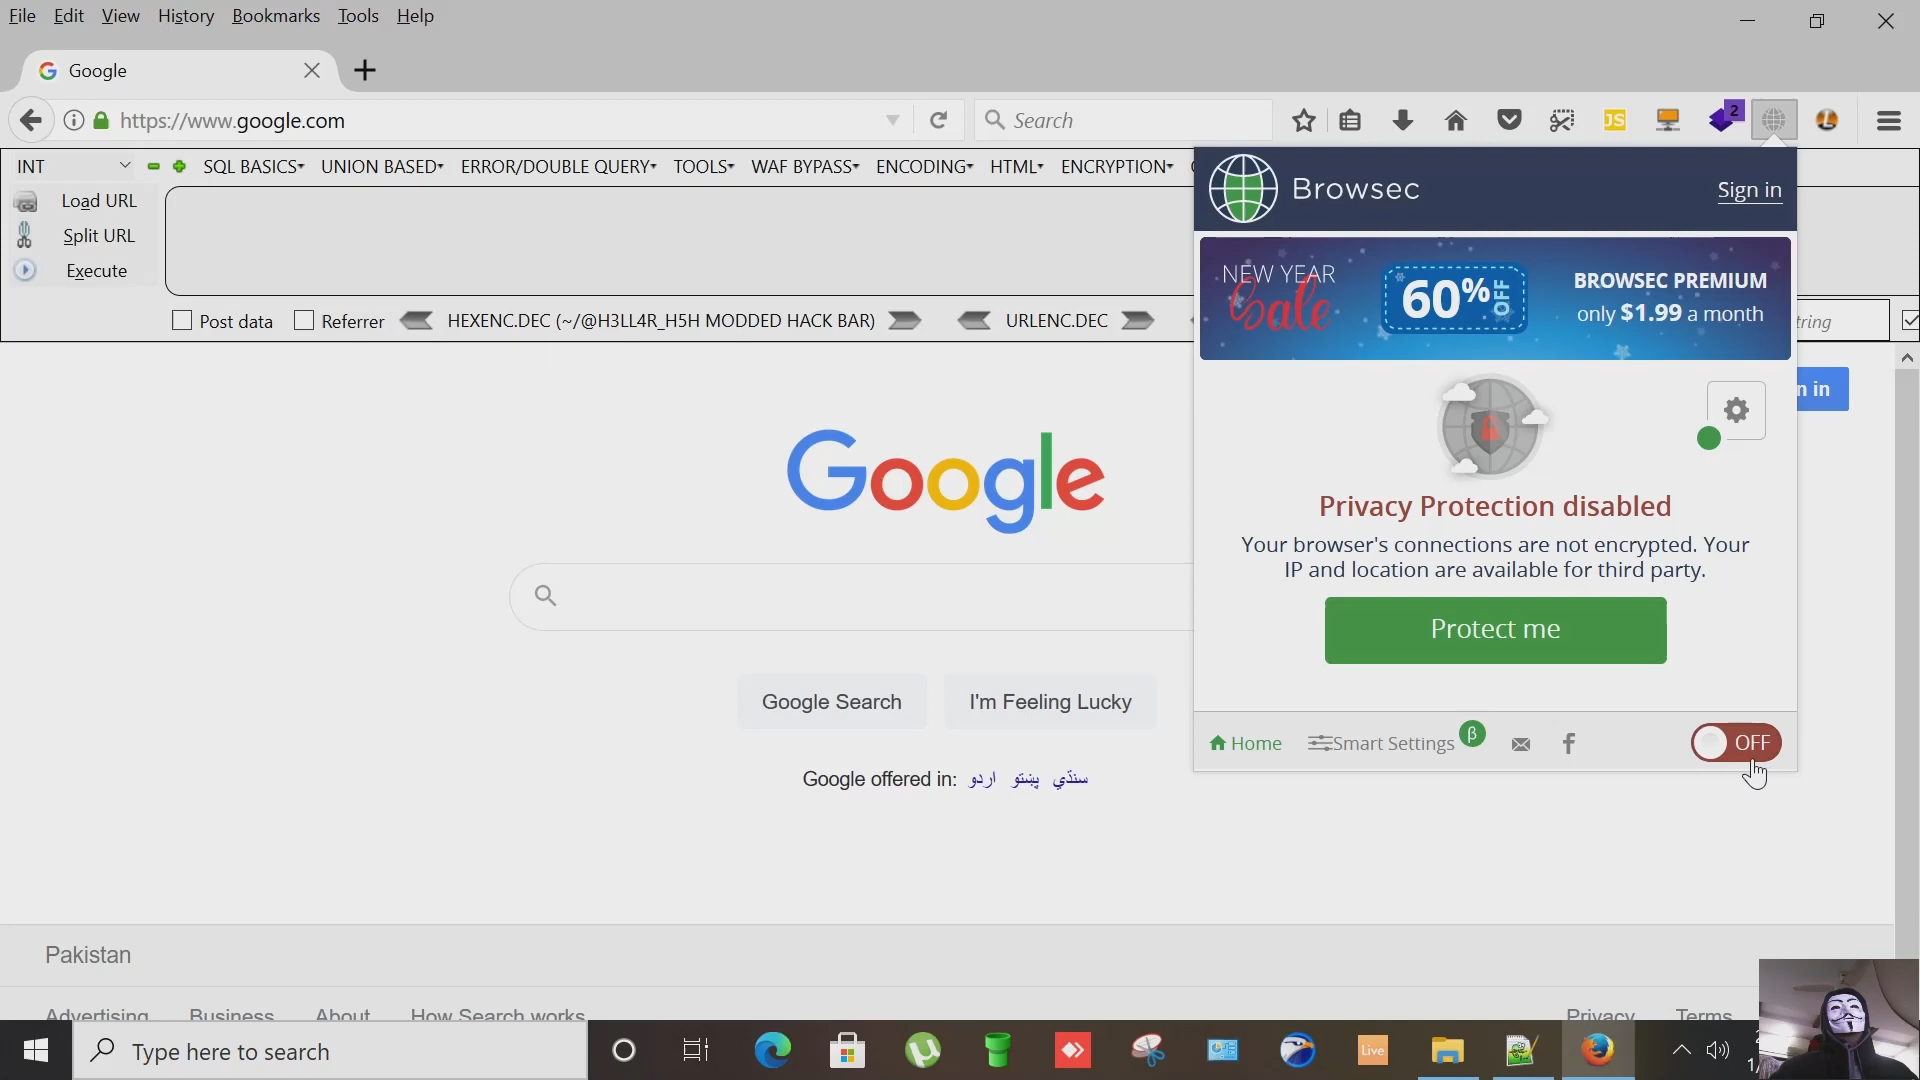 File Edit View History Bookmarks Tools Help
Google
https://www.google.com
Search
2
JS
INT
SQL BASICS UNION BASED ERROR/DOUBLE QUERY TOOLS WAF BYPASS ENCODING HTML ENCRYPTION
Load URL
Split URL
Execute
Post data Referrer HEXENC.DEC (~/@H3LL4R_H5H MODDED HACK BAR) URLENC.DEC
Browsec
Sign in
NEW YEAR
Sale
60% OFF
BROWSEC PREMIUM
only $1.99 a month
Privacy Protection disabled
Your browser's connections are not encrypted. Your
IP and location are available for third party.
Protect me
Home Smart Settings β OFF
Google
Google Search I'm Feeling Lucky
Google offered in: اردو پښتو سنڌي
Pakistan
Advertising Business About How Search works Privacy Terms
Type here to search
Live